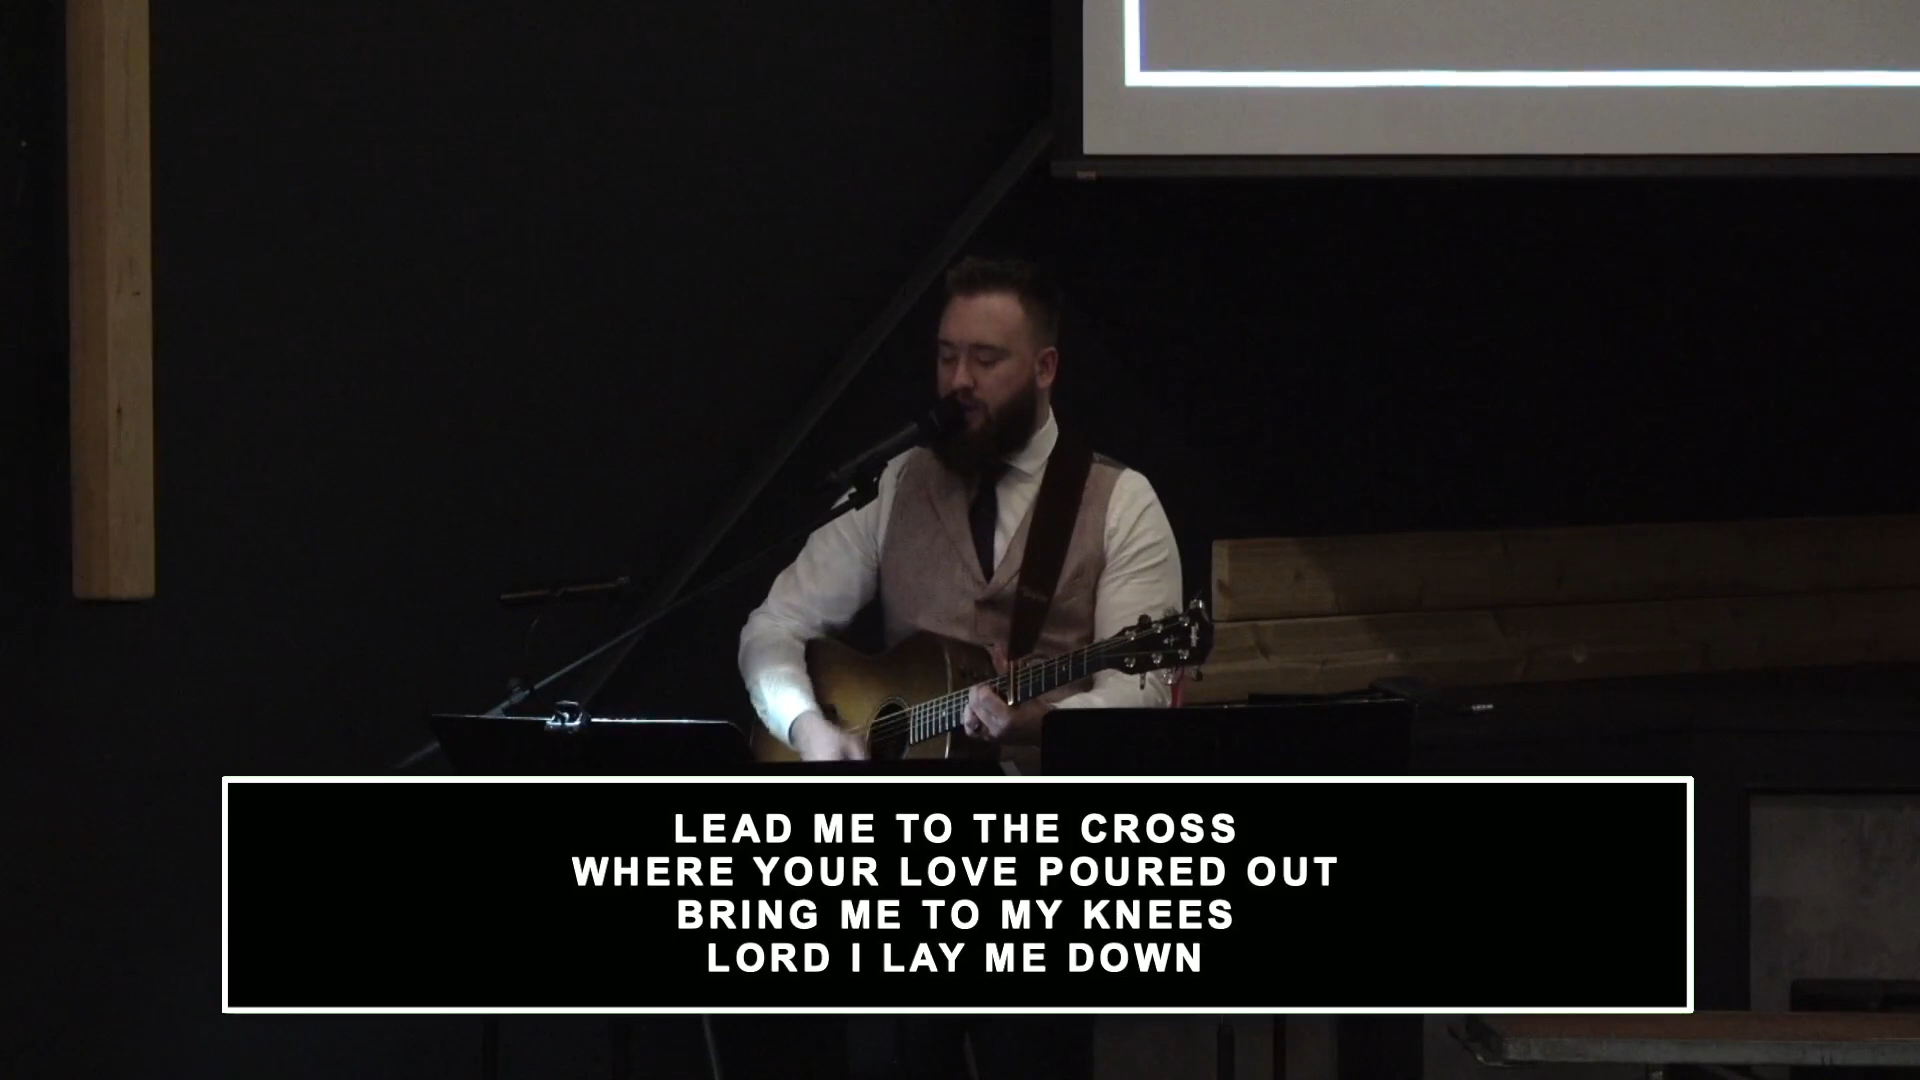 LEAD ME TO THE CROSS
WHERE YOUR LOVE POURED OUT
BRING ME TO MY KNEES
LORD I LAY ME DOWN